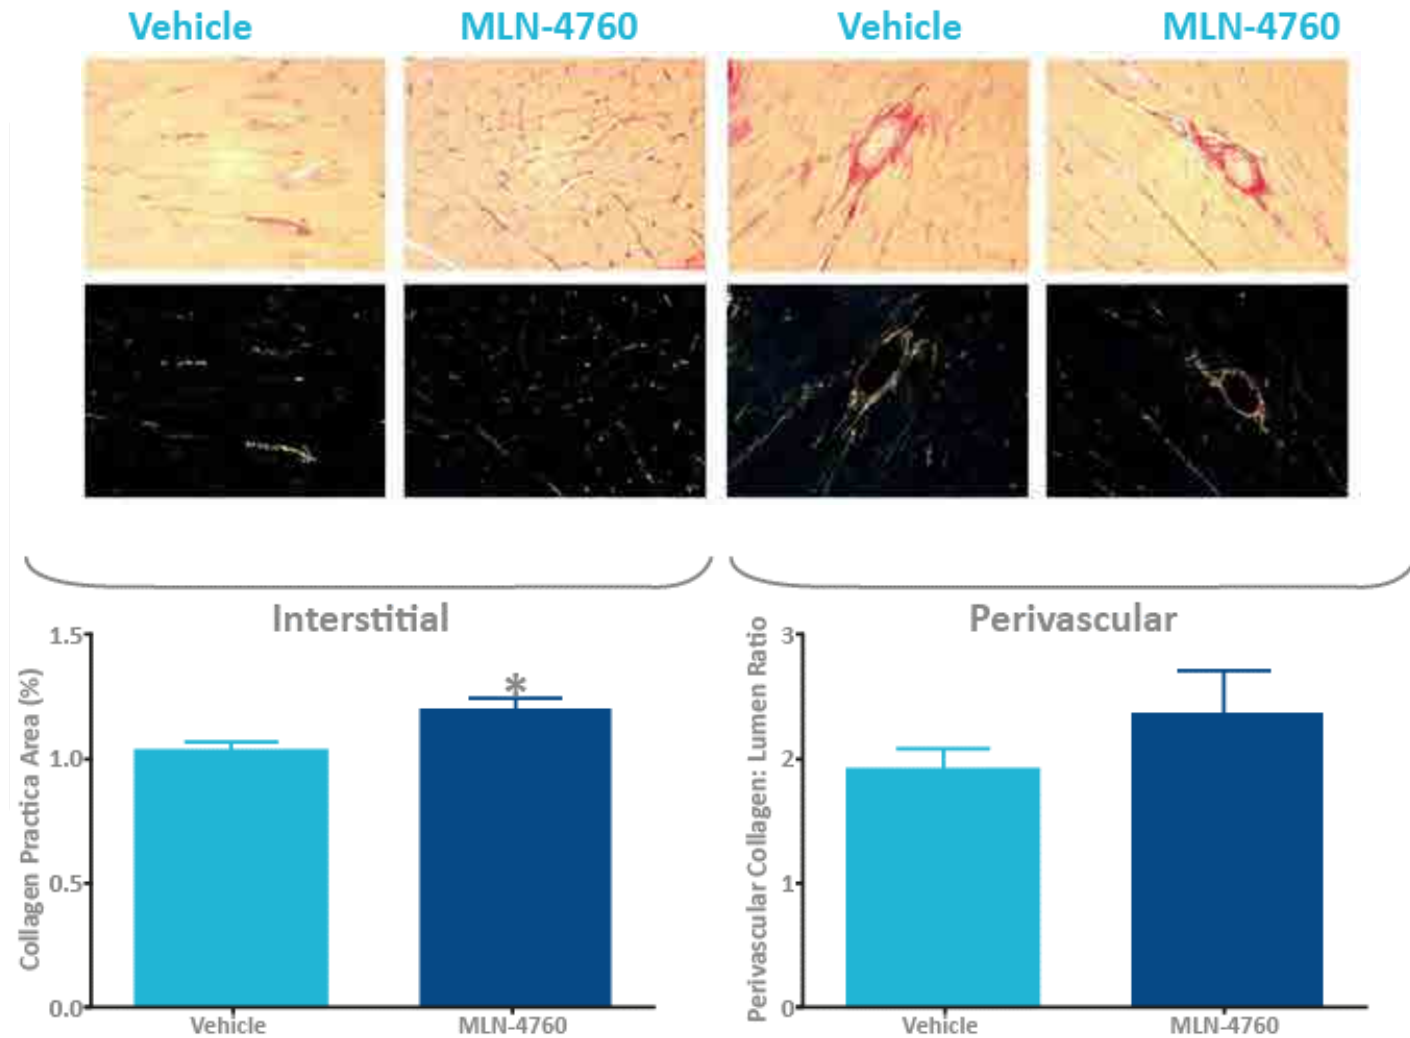 Vehicle
MLN-4760
Vehicle
MLN-4760
Interstitial
Collagen Practica Area (%)
1.5
1.0
0.5
0.0
*
Vehicle
MLN-4760
Perivascular
Perivascular Collagen: Lumen Ratio
3
2
1
0
Vehicle
MLN-4760